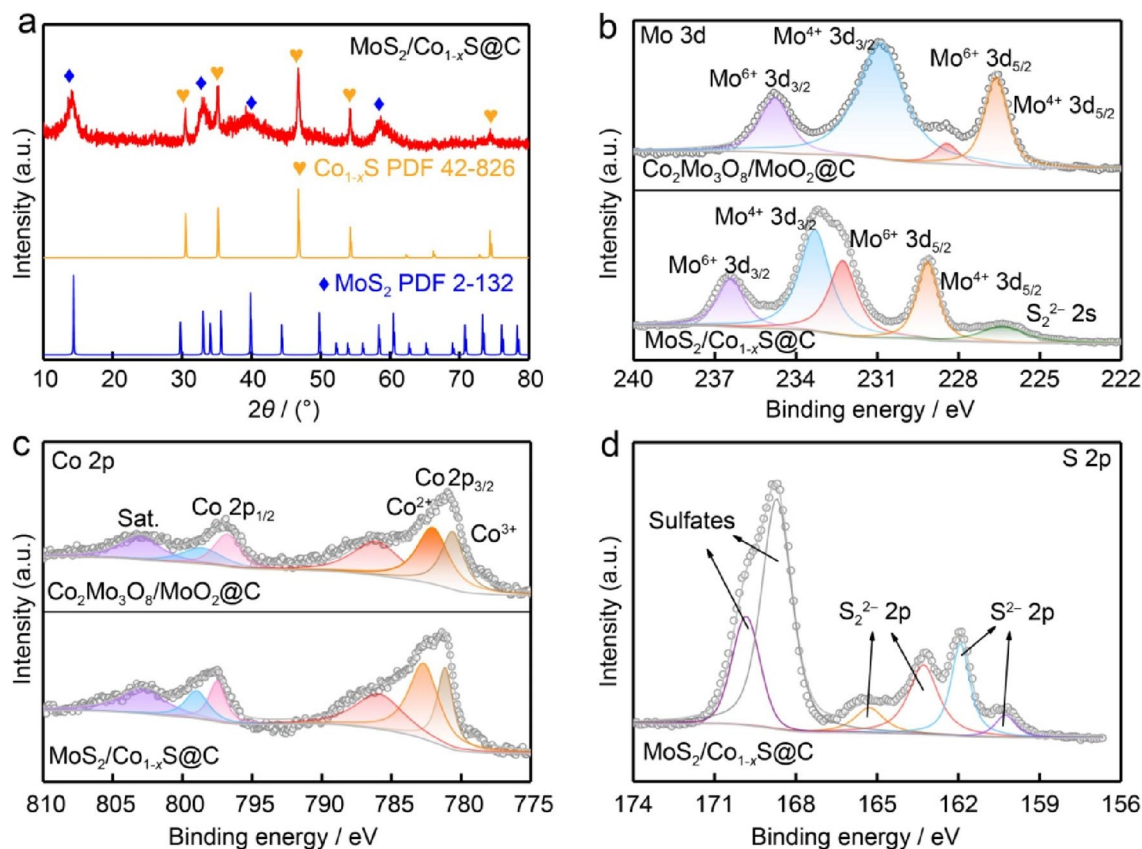 a
MoS₂/Co₁₋ₓS@C
♥ Co₁₋ₓS PDF 42-826
♦ MoS₂ PDF 2-132
Intensity (a.u.)
10 20 30 40 50 60 70 80
2θ / (°)
b
Mo 3d
Mo⁴⁺ 3d₃/₂
Mo⁶⁺ 3d₃/₂
Mo⁶⁺ 3d₅/₂
Mo⁴⁺ 3d₅/₂
Co₂Mo₃O₈/MoO₂@C
Mo⁴⁺ 3d₃/₂
Mo⁶⁺ 3d₅/₂
Mo⁶⁺ 3d₃/₂
Mo⁴⁺ 3d₅/₂
S₂²⁻ 2s
MoS₂/Co₁₋ₓS@C
Intensity (a.u.)
240 237 234 231 228 225 222
Binding energy / eV
c
Co 2p
Co 2p₃/₂
Co²⁺
Co 2p₁/₂
Sat.
Co³⁺
Co₂Mo₃O₈/MoO₂@C
MoS₂/Co₁₋ₓS@C
Intensity (a.u.)
810 805 800 795 790 785 780 775
Binding energy / eV
d
S 2p
Sulfates
S₂²⁻ 2p
S²⁻ 2p
MoS₂/Co₁₋ₓS@C
Intensity (a.u.)
174 171 168 165 162 159 156
Binding energy / eV